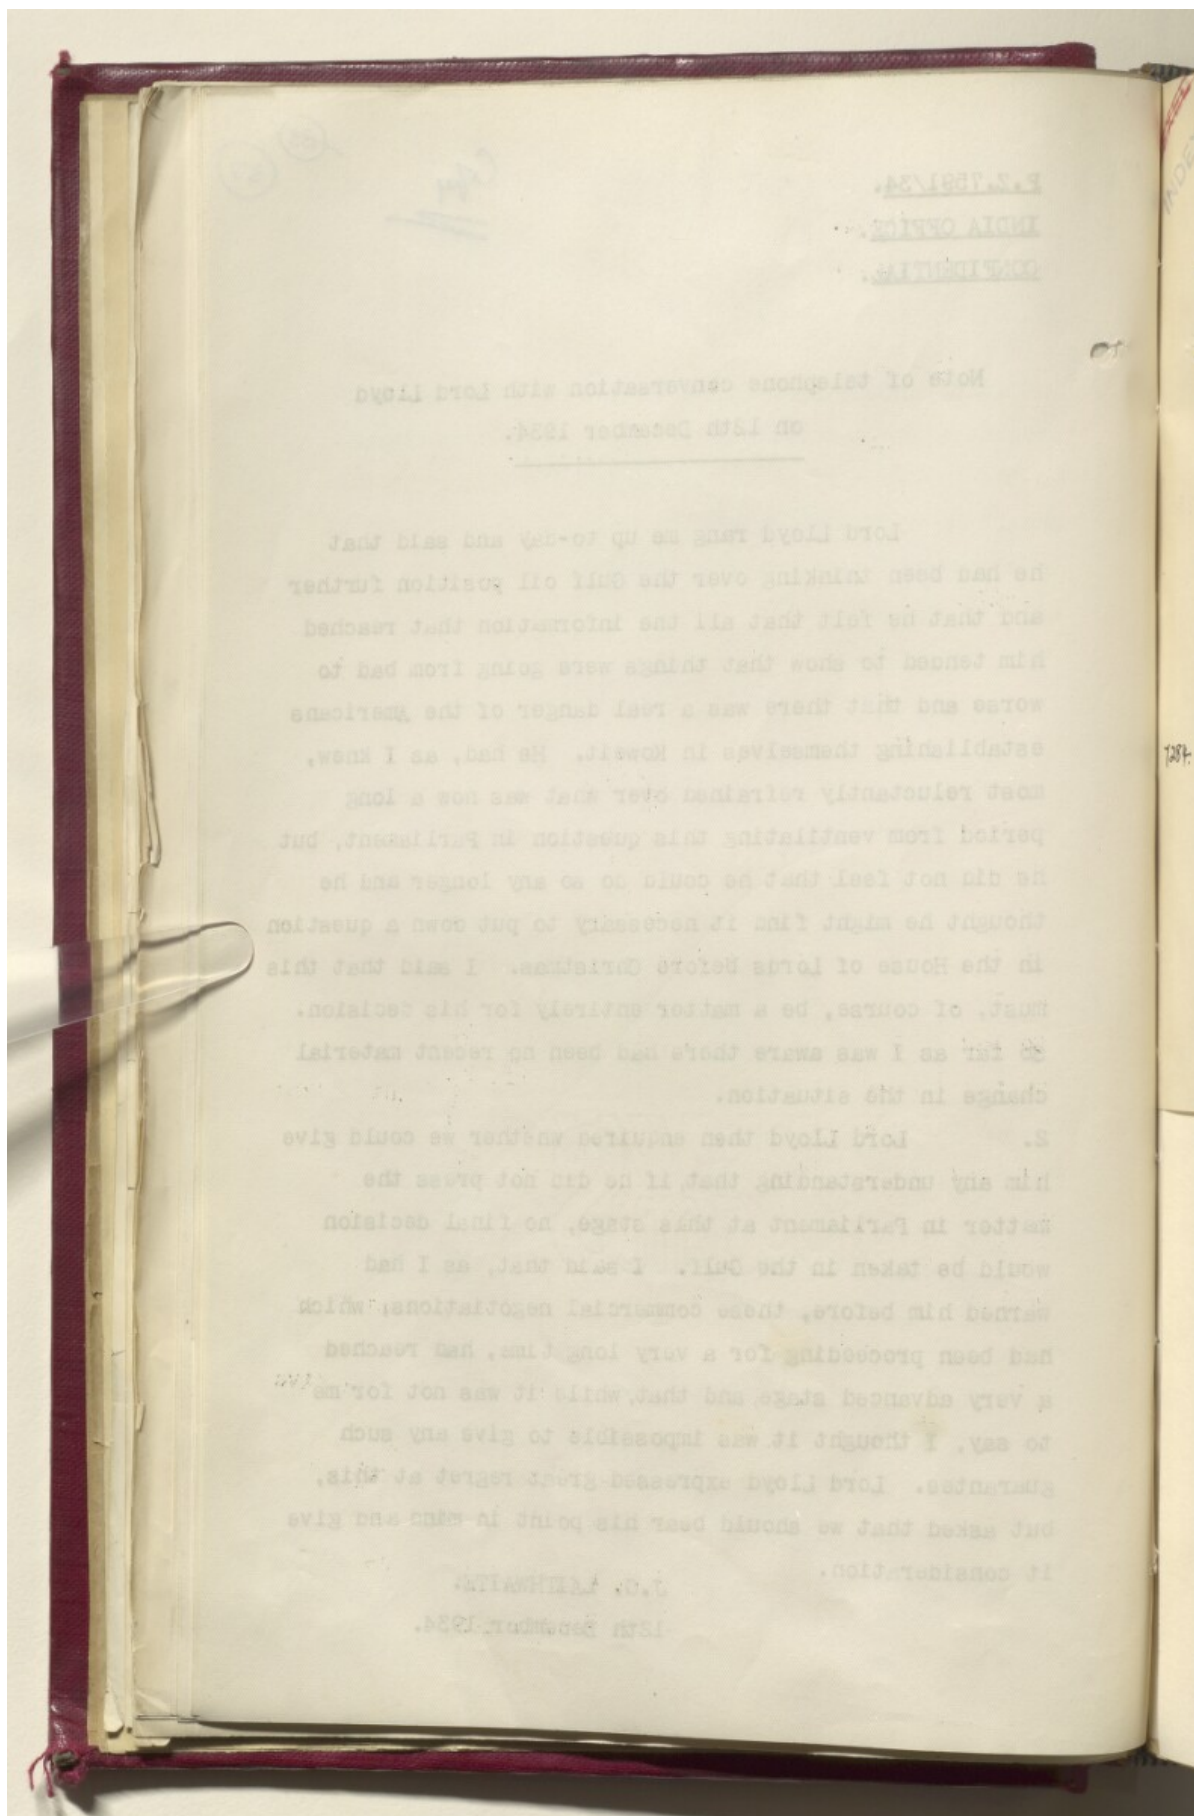 P.Z.7591/34.
INDIA OFFICE.
CONFIDENTIAL.
Copy
Note of telephone conversation with Lord Lloyd
on 12th December 1934.
Lord Lloyd rang me up to-day and said that
he had been thinking over the Gulf oil position further
and that he felt that all the information that reached
him tended to show that things were going from bad to
worse and that there was a real danger of the Americans
establishing themselves in Koweit. He had, as I knew,
most reluctantly refrained over what was now a long
period from ventilating this question in Parliament, but
he did not feel that he could do so any longer and he
thought he might find it necessary to put down a question
in the House of Lords before Christmas. I said that this
must, of course, be a matter entirely for his decision.
So far as I was aware there had been no recent material
change in the situation.
2. Lord Lloyd then enquired whether we could give
him any understanding that, if he did not press the
matter in Parliament at this stage, no final decision
would be taken in the Gulf. I said that, as I had
warned him before, these commercial negotiations, which
had been proceeding for a very long time, had reached
a very advanced stage and that, while it was not for me
to say, I thought it was impossible to give any such
guarantee. Lord Lloyd expressed great regret at this,
but asked that we should bear his point in mind and give
it consideration.
J.G. LAITHWAITE.
12th December 1934.
INDE
7284.